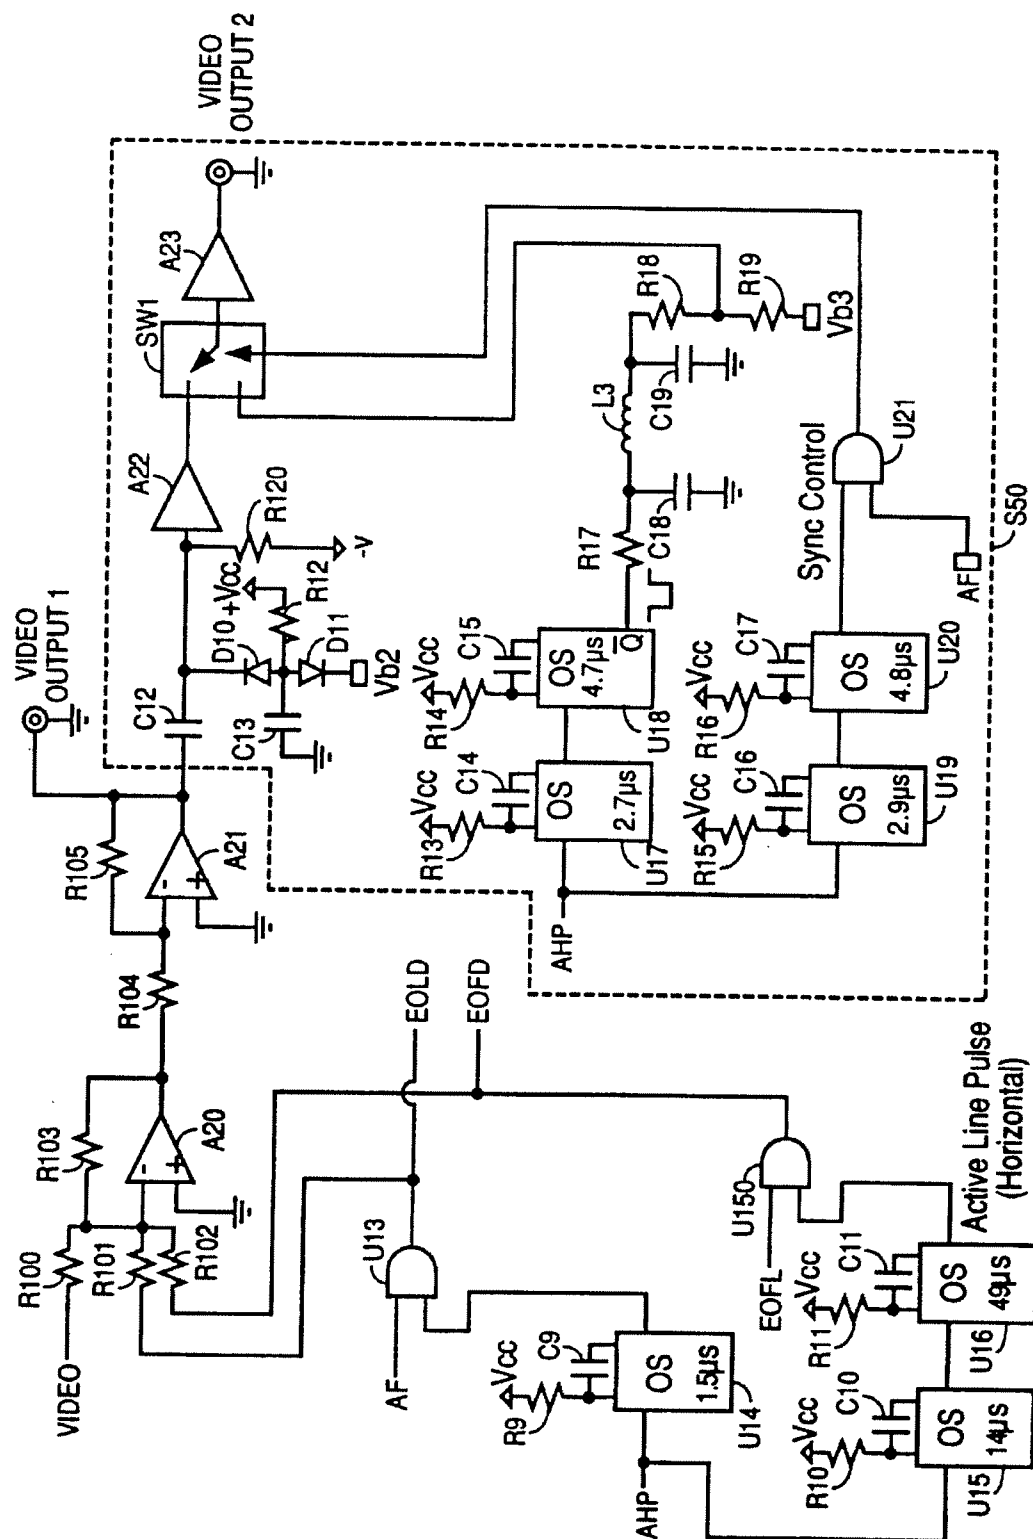 VIDEO
OUTPUT 1
VIDEO
OUTPUT 2
VIDEO
R100
R101
R102
R103
A20
-
+
R104
R105
A21
-
+
C12
A22
SW1
A23
R120
-V
D10
+Vcc
R12
D11
C13
Vb2
EOLD
EOFD
AF
U13
AHP
R9
Vcc
C9
OS
1.5µs
U14
EOFL
U150
R10
Vcc
C10
OS
14µs
U15
R11
Vcc
C11
OS
49µs
U16
Active Line Pulse
(Horizontal)
AHP
R13
Vcc
C14
OS
2.7µs
U17
R14
Vcc
C15
OS
4.7µs
Q
U18
R17
C18
L3
C19
R18
R19
Vb3
R15
Vcc
C16
OS
2.9µs
U19
R16
Vcc
C17
OS
4.8µs
U20
Sync Control
U21
AF
S50